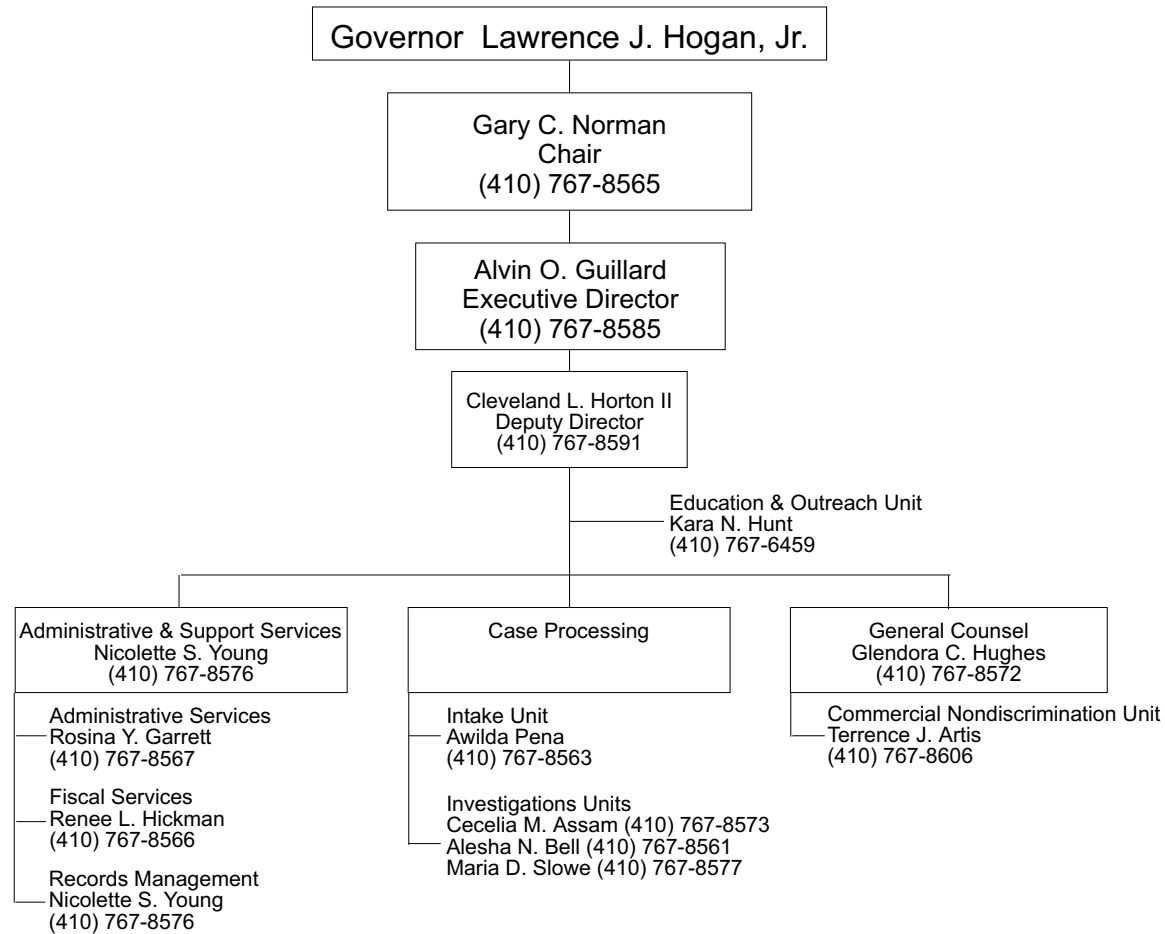 Governor Lawrence J. Hogan, Jr.
Gary C. Norman
Chair
(410) 767-8565
Alvin O. Guillard
Executive Director
(410) 767-8585
Cleveland L. Horton II
Deputy Director
(410) 767-8591
Education & Outreach Unit
Kara N. Hunt
(410) 767-6459
Administrative & Support Services
Nicolette S. Young
(410) 767-8576
Administrative Services
Rosina Y. Garrett
(410) 767-8567
Fiscal Services
Renee L. Hickman
(410) 767-8566
Records Management
Nicolette S. Young
(410) 767-8576
Case Processing
Intake Unit
Awilda Pena
(410) 767-8563
Investigations Units
Cecelia M. Assam (410) 767-8573
Alesha N. Bell (410) 767-8561
Maria D. Slowe (410) 767-8577
General Counsel
Glendora C. Hughes
(410) 767-8572
Commercial Nondiscrimination Unit
Terrence J. Artis
(410) 767-8606